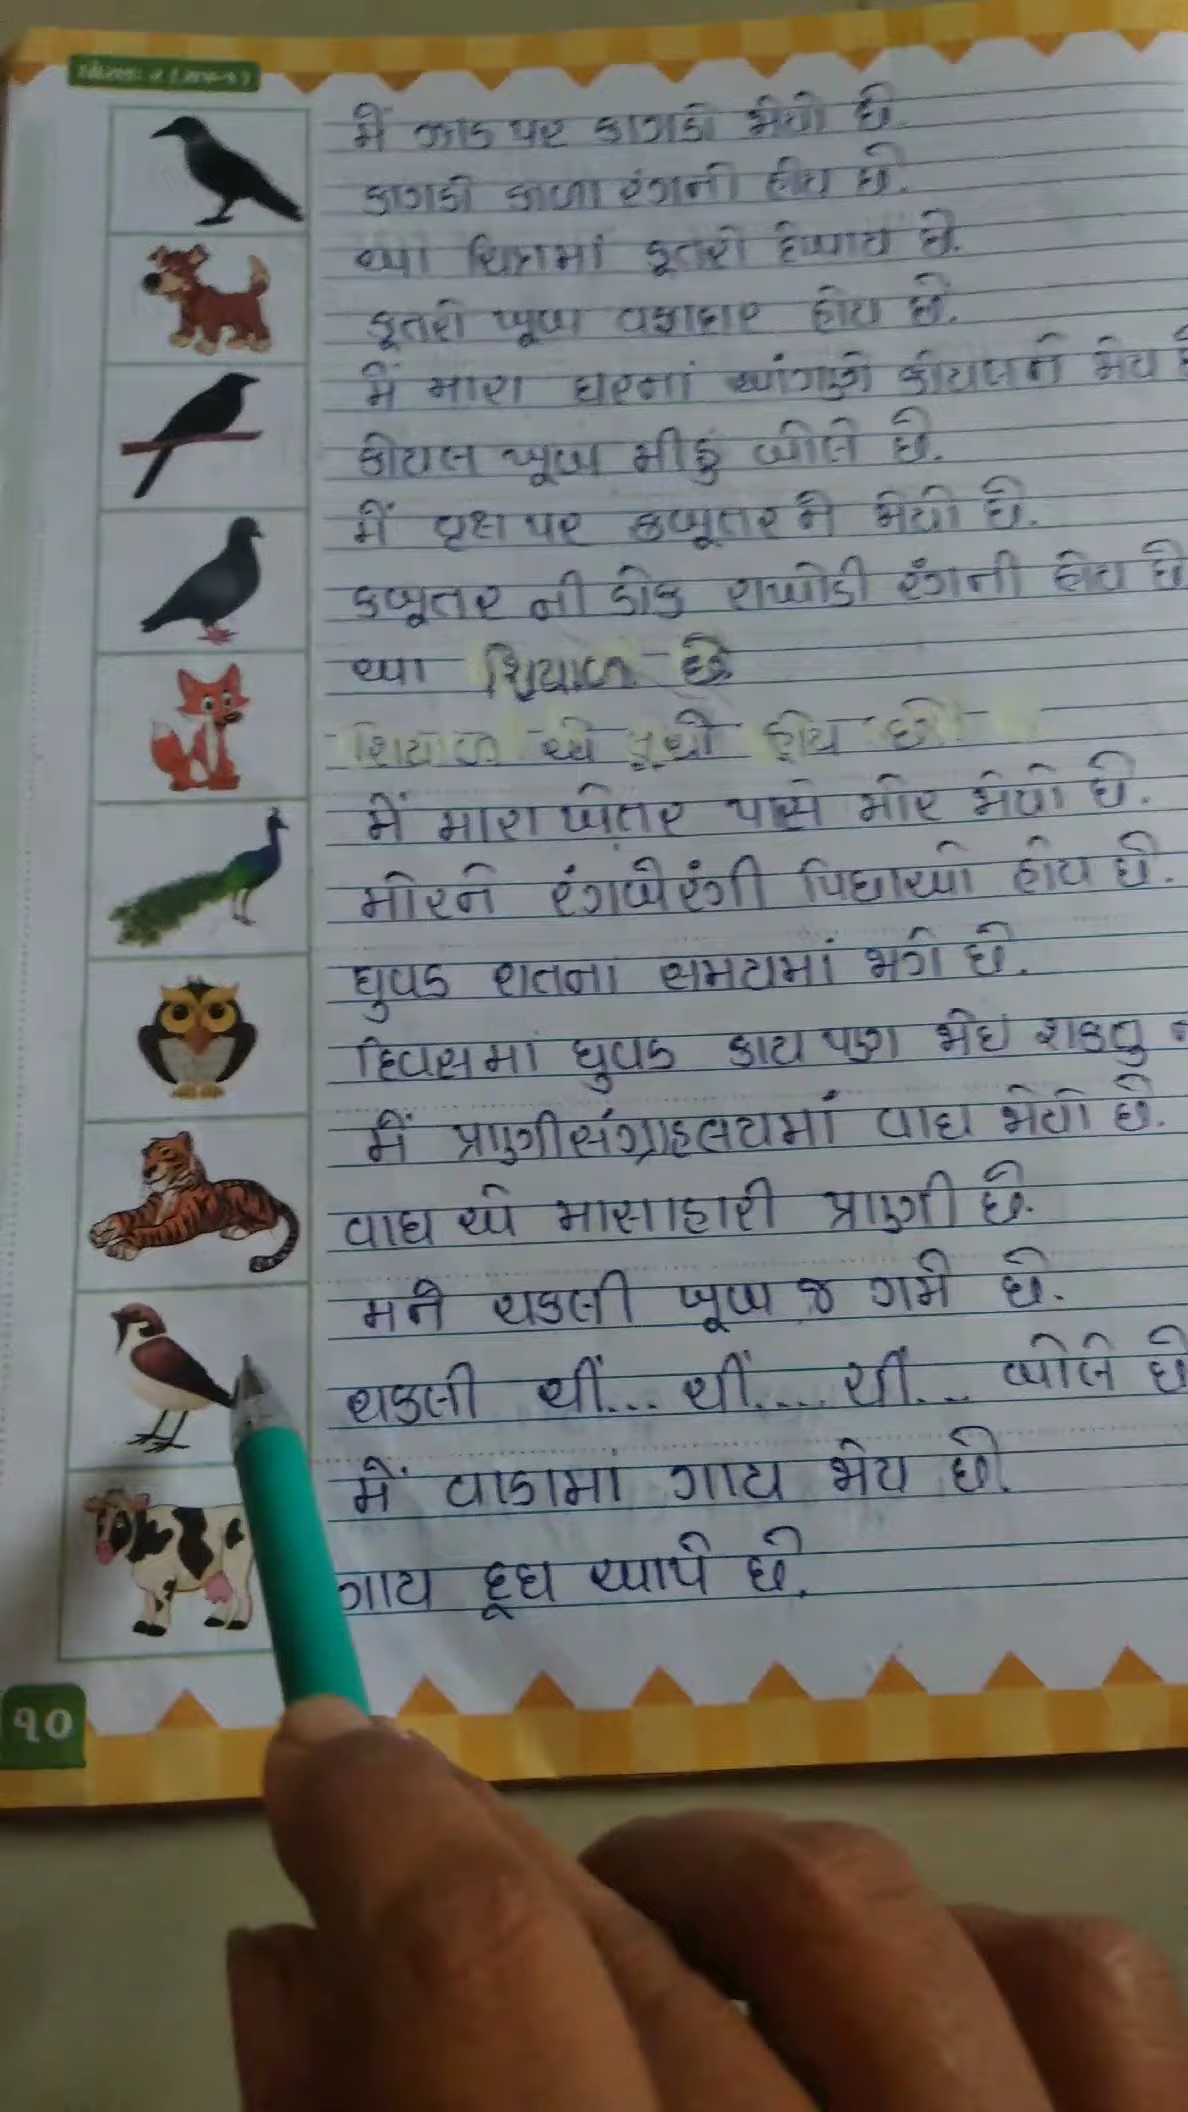 મેં ઝાડ પર કાગડો જોયો છે.
કાગડો કાળા રંગનો હોય છે.
આ ચિત્રમાં કૂતરો દેખાય છે.
કૂતરો ખૂબ વફાદાર હોય છે.
મેં મારા ઘરનાં આંગણે કોયલને જોય
કોયલ ખૂબ મીઠું બોલે છે.
મેં વૃક્ષ પર કબૂતર ને જોયો છે.
કબૂતર ની ડોક રાખોડી રંગની હોય છે
આ શિયાળ છે
શિયાળ એ હોય છે.
મેં મારા ખેતર પાસે મોર જોયો છે.
મોરને રંગબેરંગી પિંછાઓ હોય છે.
ઘુવડ રાતના સમયમાં જાગે છે.
દિવસમાં ઘુવડ કાય પણ જોઇ શકતુ
મેં પ્રાણીસંગ્રહાલયમાં વાઘ જોયો છે.
વાઘ એ માસાહારી પ્રાણી છે.
મને ચકલી ખૂબ જ ગમે છે.
ચકલી ચીં... ચીં.... ચીં... બોલે છે
મેં વાડામાં ગાય જોય છે.
ગાય દૂધ આપે છે.
૧૦